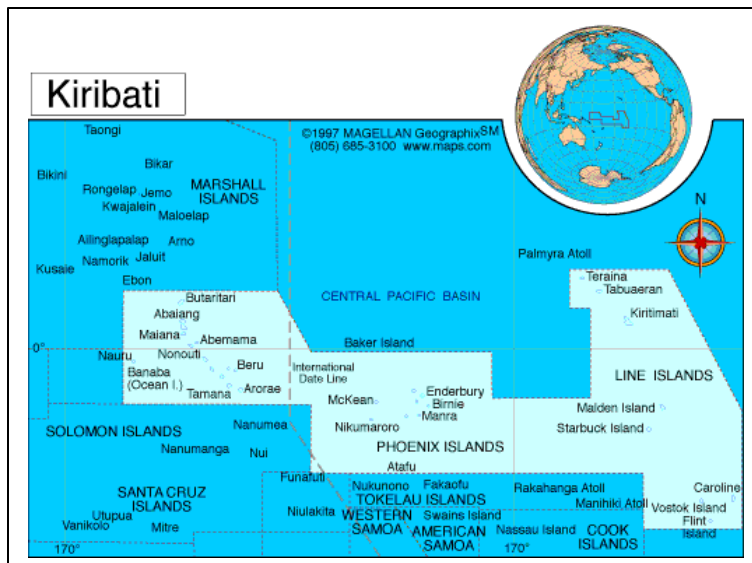 Kiribati
©1997 MAGELLAN GeographixSM
(805) 685-3100 www.maps.com
N
Taongi
Bikar
Bikini
Rongelap Jemo
Kwajalein
Maloelap
MARSHALL
ISLANDS
Ailinglapalap Arno
Namorik Jaluit
Kusaie
Ebon
Palmyra Atoll
Teraina
Tabuaeran
Kiritimati
CENTRAL PACIFIC BASIN
Butaritari
Abaiang
Maiana Abemama
Baker Island
0°
Nauru Nonouti
Beru
Banaba
(Ocean I.)
Tamana Arorae
International
Date Line
McKean
Enderbury
Birnie
Manra
Nikumaroro
LINE ISLANDS
Malden Island
Starbuck Island
SOLOMON ISLANDS
Nanumea
Nanumanga
Nui
PHOENIX ISLANDS
Atafu
Funafuti
Nukunono Fakaofu
TOKELAU ISLANDS
Rakahanga Atoll
Manihiki Atoll
Caroline
Vostok Island
Flint
Island
SANTA CRUZ
ISLANDS
Utupua
Vanikolo
Mitre
Niulakita
WESTERN
SAMOA
Swains Island
AMERICAN
SAMOA
Nassau Island
COOK
ISLANDS
170°
170°